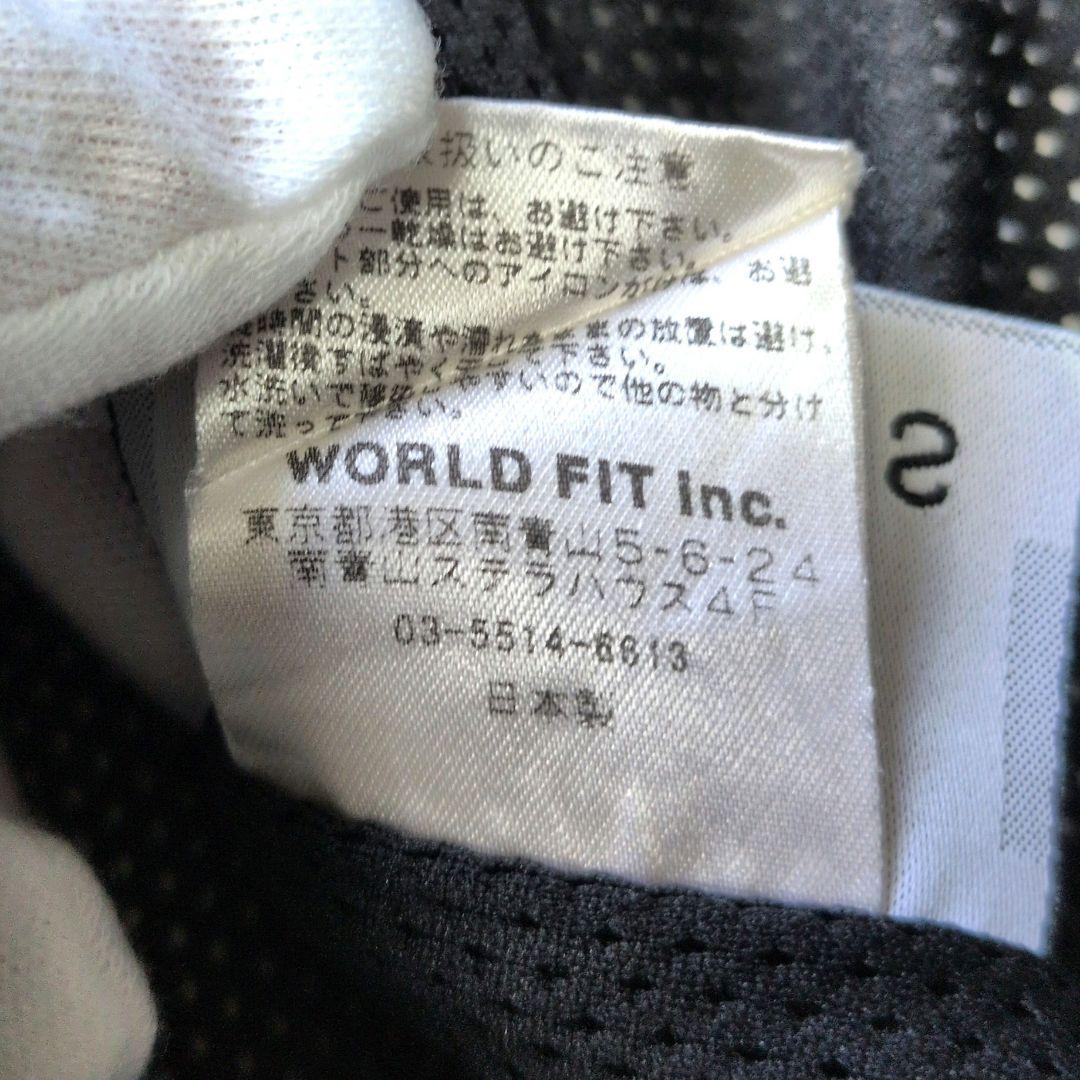 扱いのご注意
ご使用は、お避け下さい。
乾燥はお避け下さい。
ト部分へのアイロンがけは、お避
さい。
時間の浸漬や濡れたままの放置は避け、
洗濯後すばやく干して下さい。
水洗いで移染しやすいので他の物と分け
て洗って下さい。
WORLD FIT Inc.
東京都港区南青山5-6-24
南青山ステラハウス4F
03-5514-6613
日本製
S